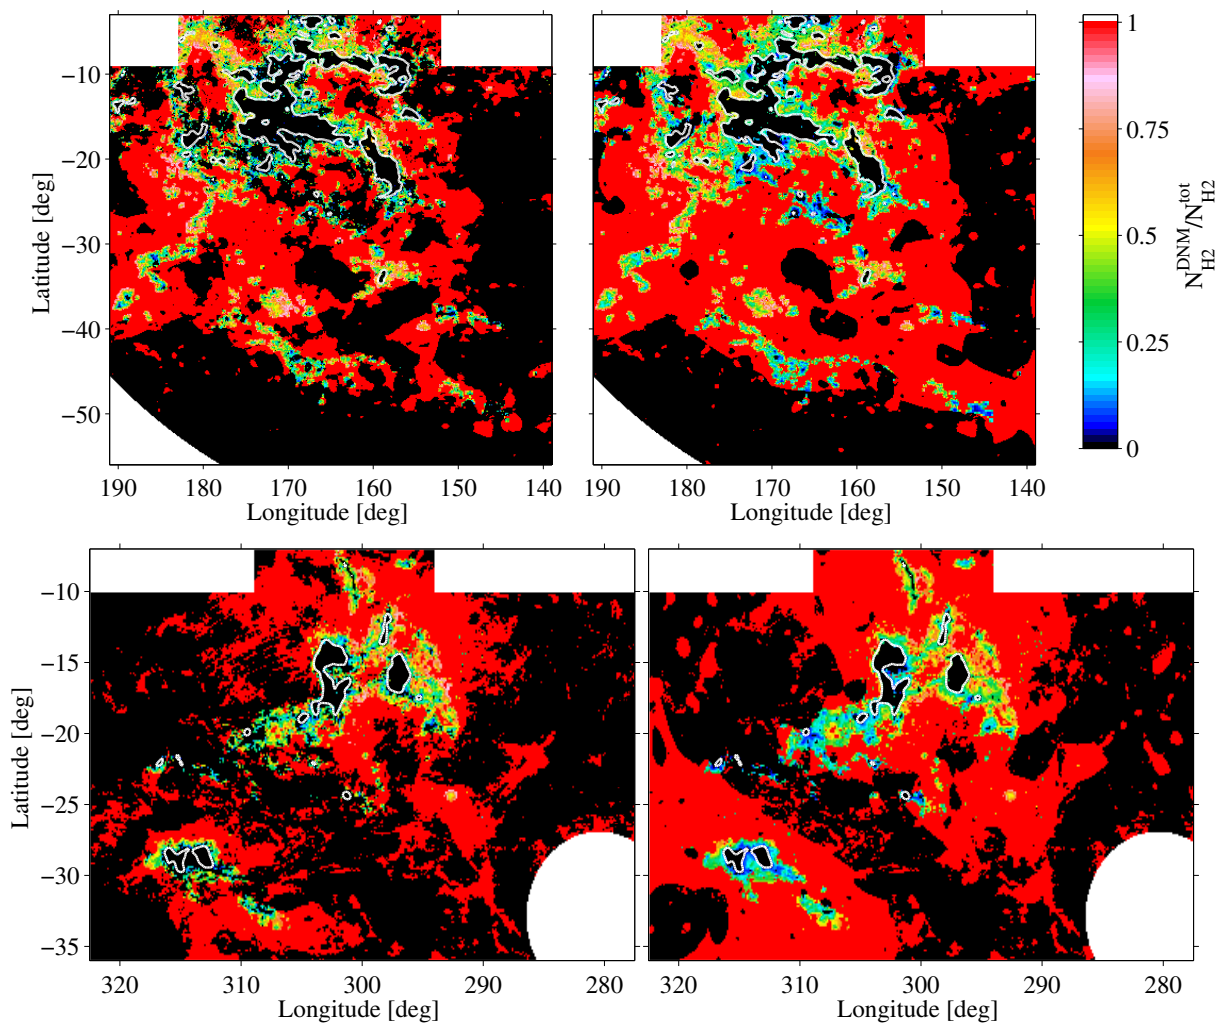 −10
−20
−30
−40
−50
Latitude [deg]
190 180 170 160 150 140
Longitude [deg]
190 180 170 160 150 140
Longitude [deg]
1
0.75
0.5
0.25
0
N_{H2}^{DNM}/N_{H2}^{tot}
−10
−15
−20
−25
−30
−35
Latitude [deg]
320 310 300 290 280
Longitude [deg]
320 310 300 290 280
Longitude [deg]